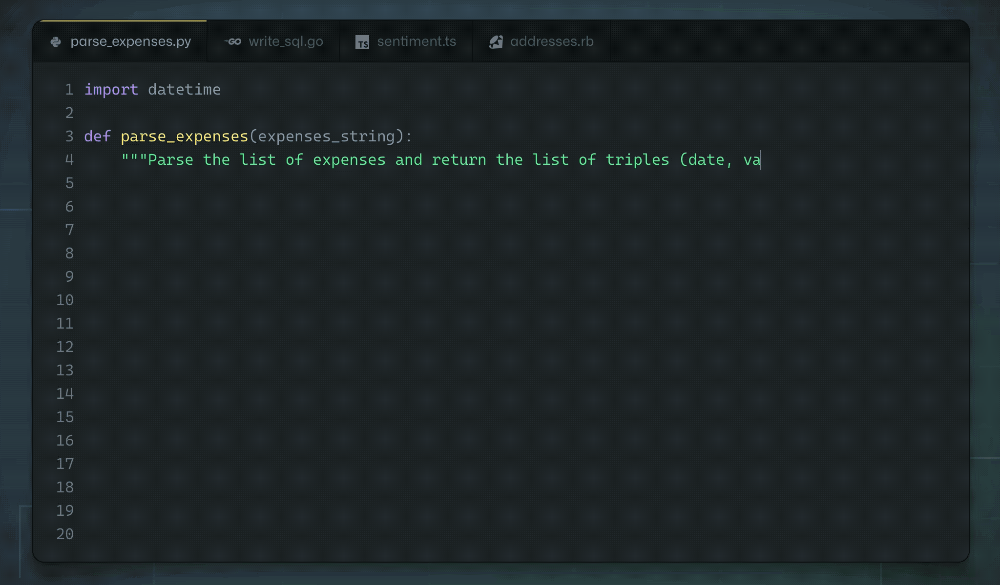 parse_expenses.py
GO write_sql.go
TS sentiment.ts
addresses.rb
1 import datetime
2
3 def parse_expenses(expenses_string):
4     """Parse the list of expenses and return the list of triples (date, va
5
6
7
8
9
10
11
12
13
14
15
16
17
18
19
20